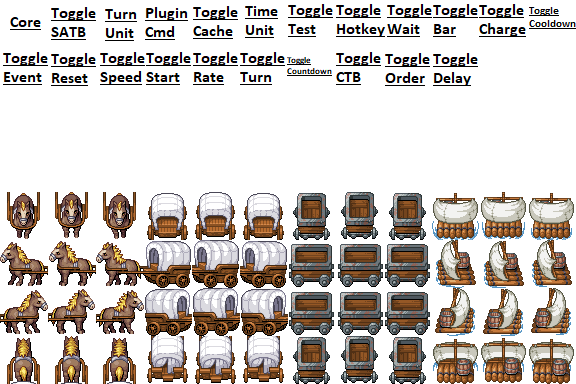 Core Toggle SATB Turn Unit Plugin Cmd Toggle Cache Time Unit Toggle Test Toggle Hotkey Toggle Wait Toggle Bar Toggle Charge Toggle Cooldown
Toggle Event Toggle Reset Toggle Speed Toggle Start Toggle Rate Toggle Turn Toggle Countdown Toggle CTB Toggle Order Toggle Delay